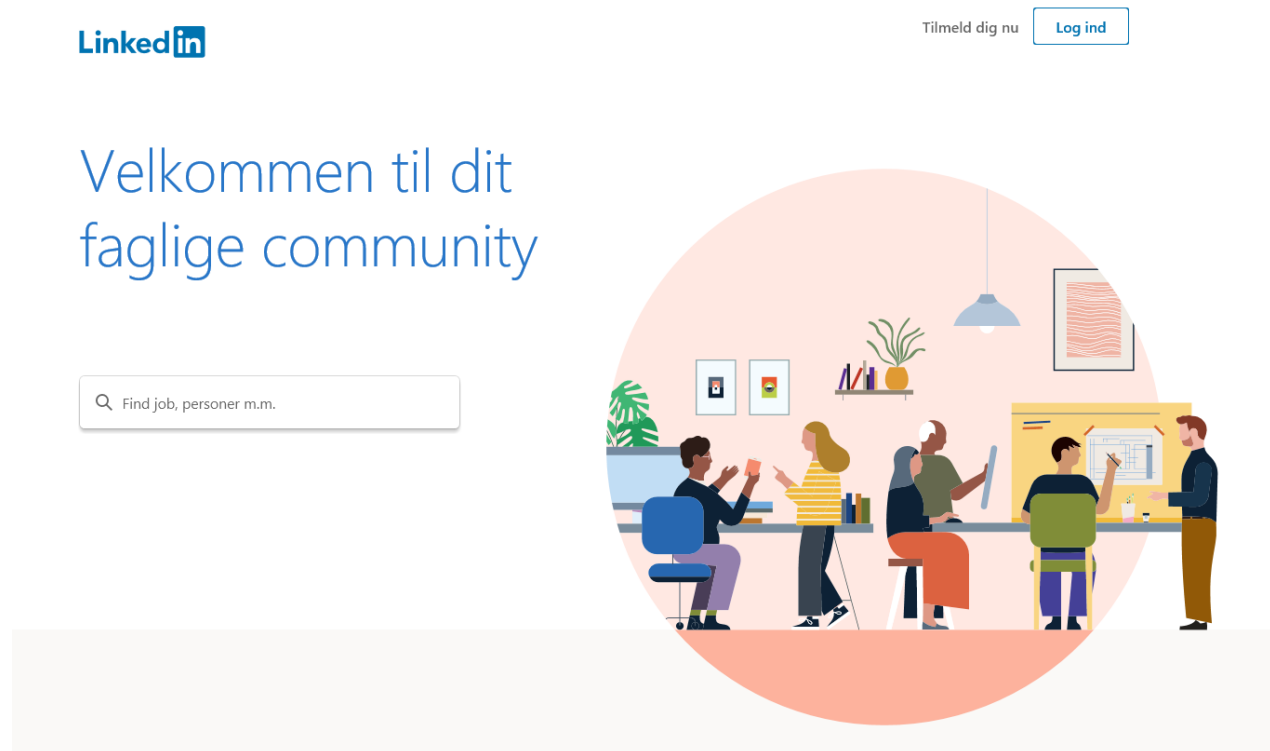 LinkedIn
Tilmeld dig nu
Log ind
Velkommen til dit
faglige community
Find job, personer m.m.